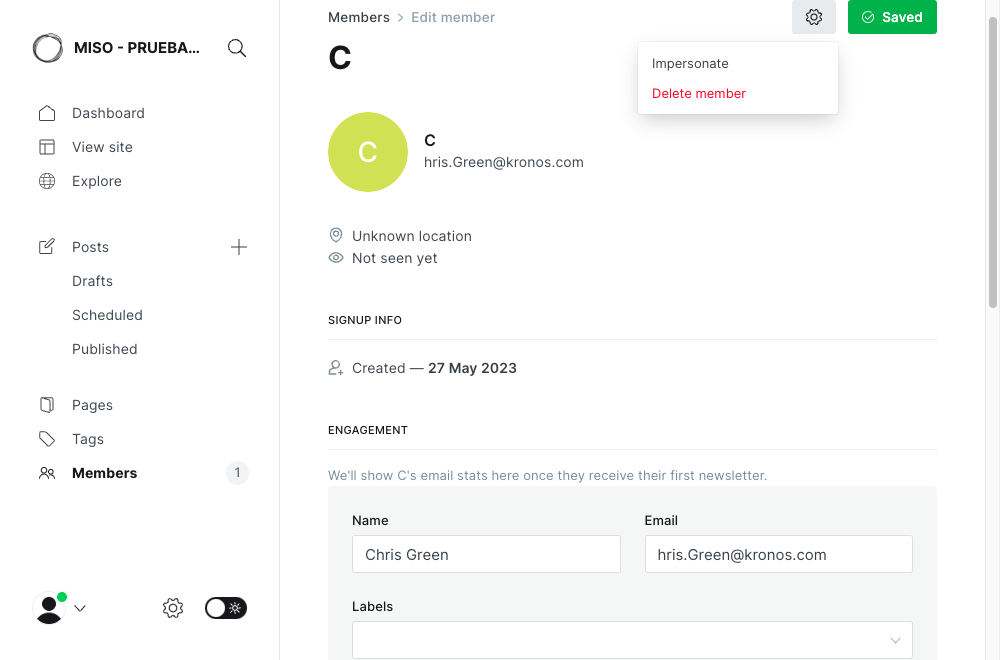 MISO - PRUEBA...
Dashboard
View site
Explore
Posts
Drafts
Scheduled
Published
Pages
Tags
Members
1
Members > Edit member
Saved
C
Impersonate
Delete member
C
C
hris.Green@kronos.com
Unknown location
Not seen yet
SIGNUP INFO
Created — 27 May 2023
ENGAGEMENT
We'll show C's email stats here once they receive their first newsletter.
Name
Email
Chris Green
hris.Green@kronos.com
Labels